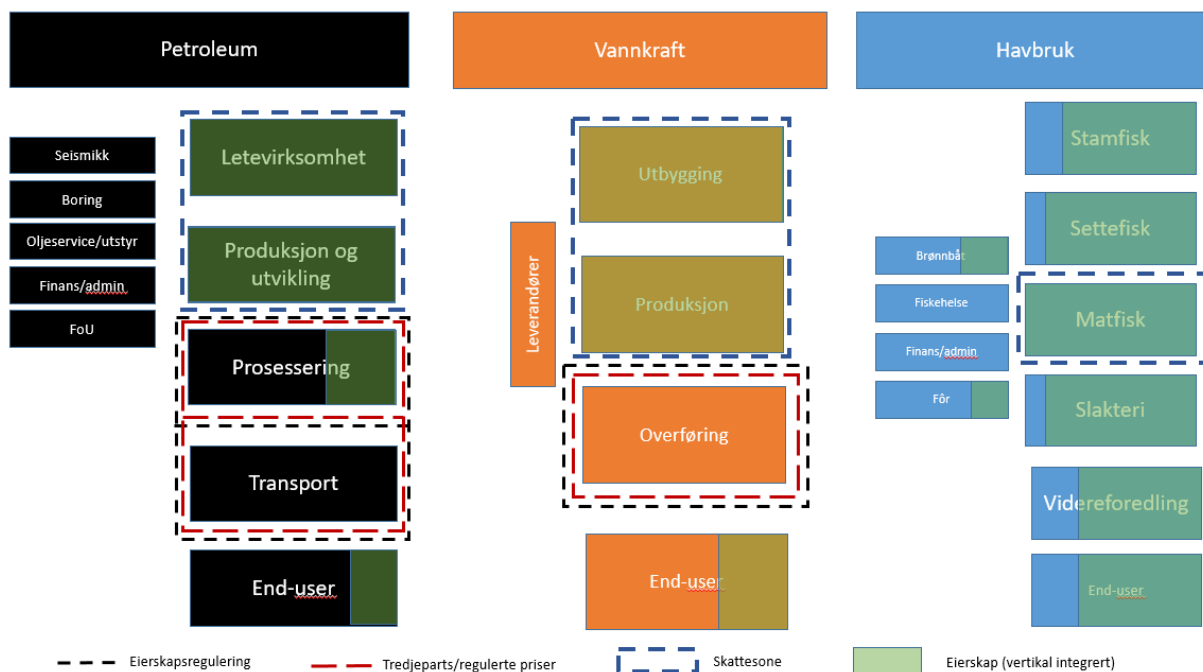 Petroleum
Vannkraft
Havbruk
Seismikk
Boring
Oljeservice/utstyr
Finans/admin
FoU
Letevirksomhet
Produksjon og
utvikling
Prosessering
Transport
End-user
Leverandører
Utbygging
Produksjon
Overføring
End-user
Brønnbåt
Fiskehelse
Finans/admin
Fôr
Stamfisk
Settefisk
Matfisk
Slakteri
Videreforedling
End-user
Eierskapsregulering
Tredjeparts/regulerte priser
Skattesone
Eierskap (vertikal integrert)